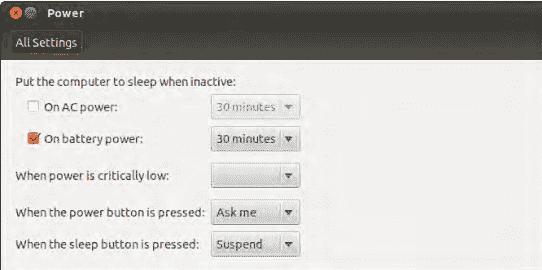 Power
All Settings
Put the computer to sleep when inactive:
On AC power: 30 minutes
On battery power: 30 minutes
When power is critically low:
When the power button is pressed: Ask me
When the sleep button is pressed: Suspend